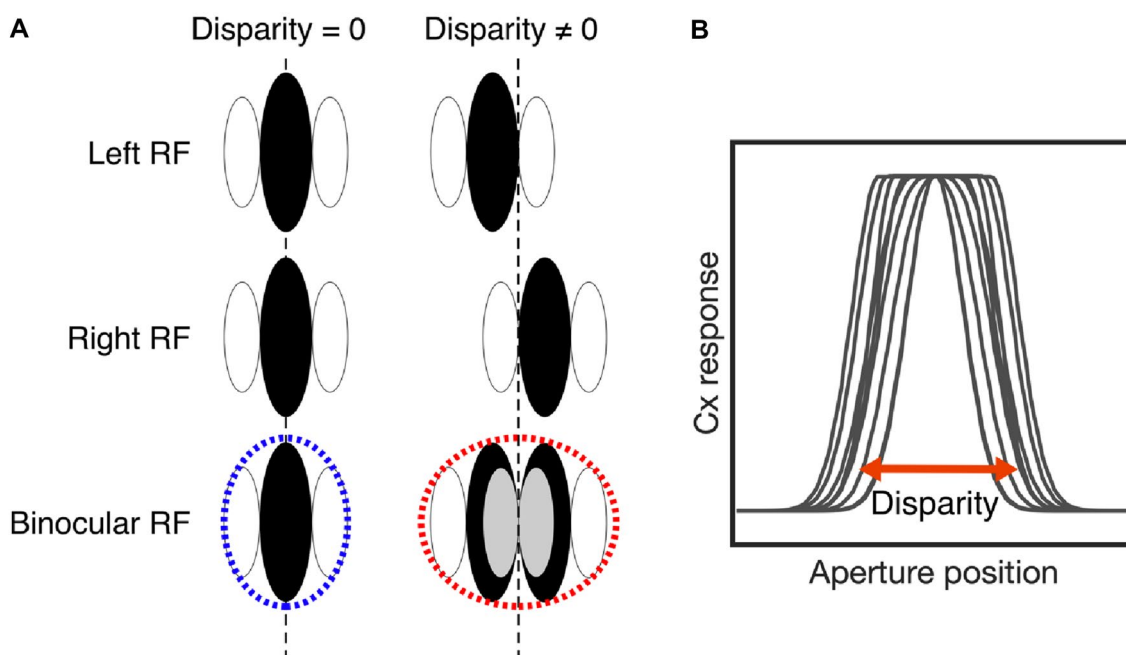 A
Disparity = 0
Disparity ≠ 0
Left RF
Right RF
Binocular RF
B
Cx response
Disparity
Aperture position